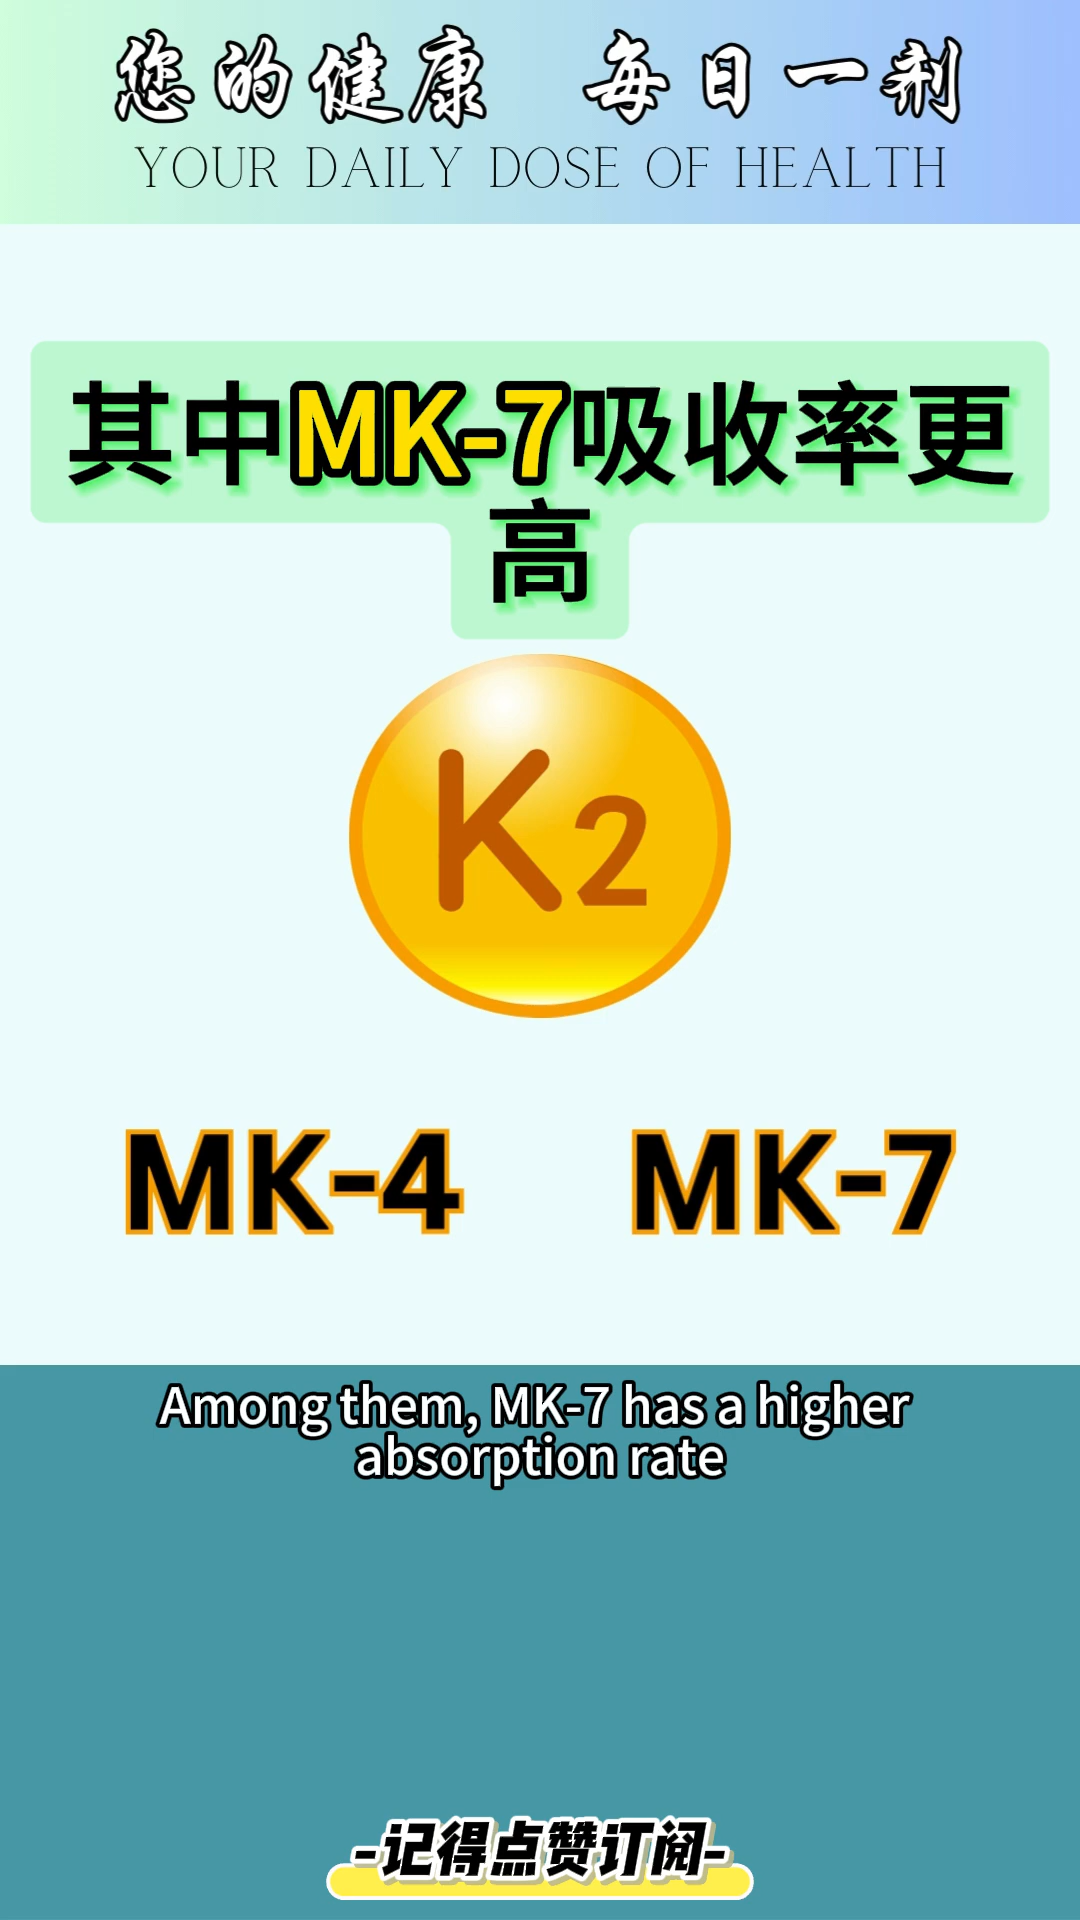 您的健康 每日一剂
YOUR DAILY DOSE OF HEALTH
其中MK-7吸收率更
高
K2
MK-4 MK-7
Among them, MK-7 has a higher
absorption rate
-记得点赞订阅-